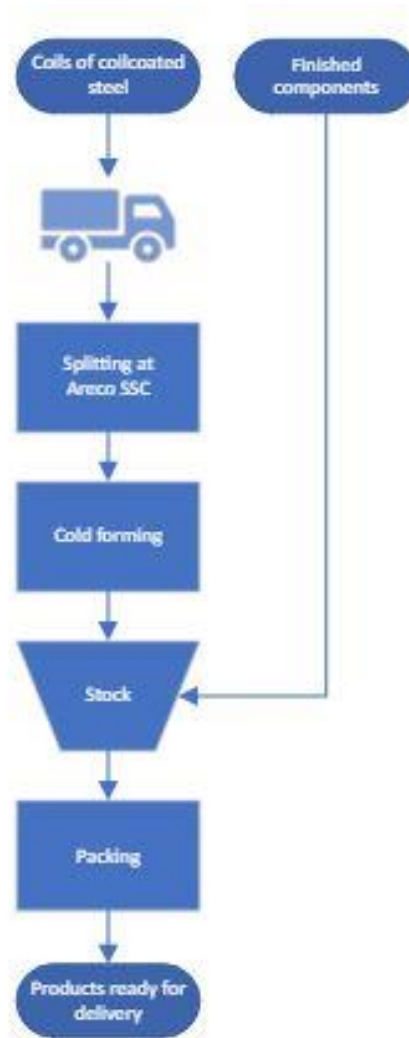 Coils of coilcoated
steel
Finished
components
Splitting at
Areco SSC
Cold forming
Stock
Packing
Products ready for
delivery